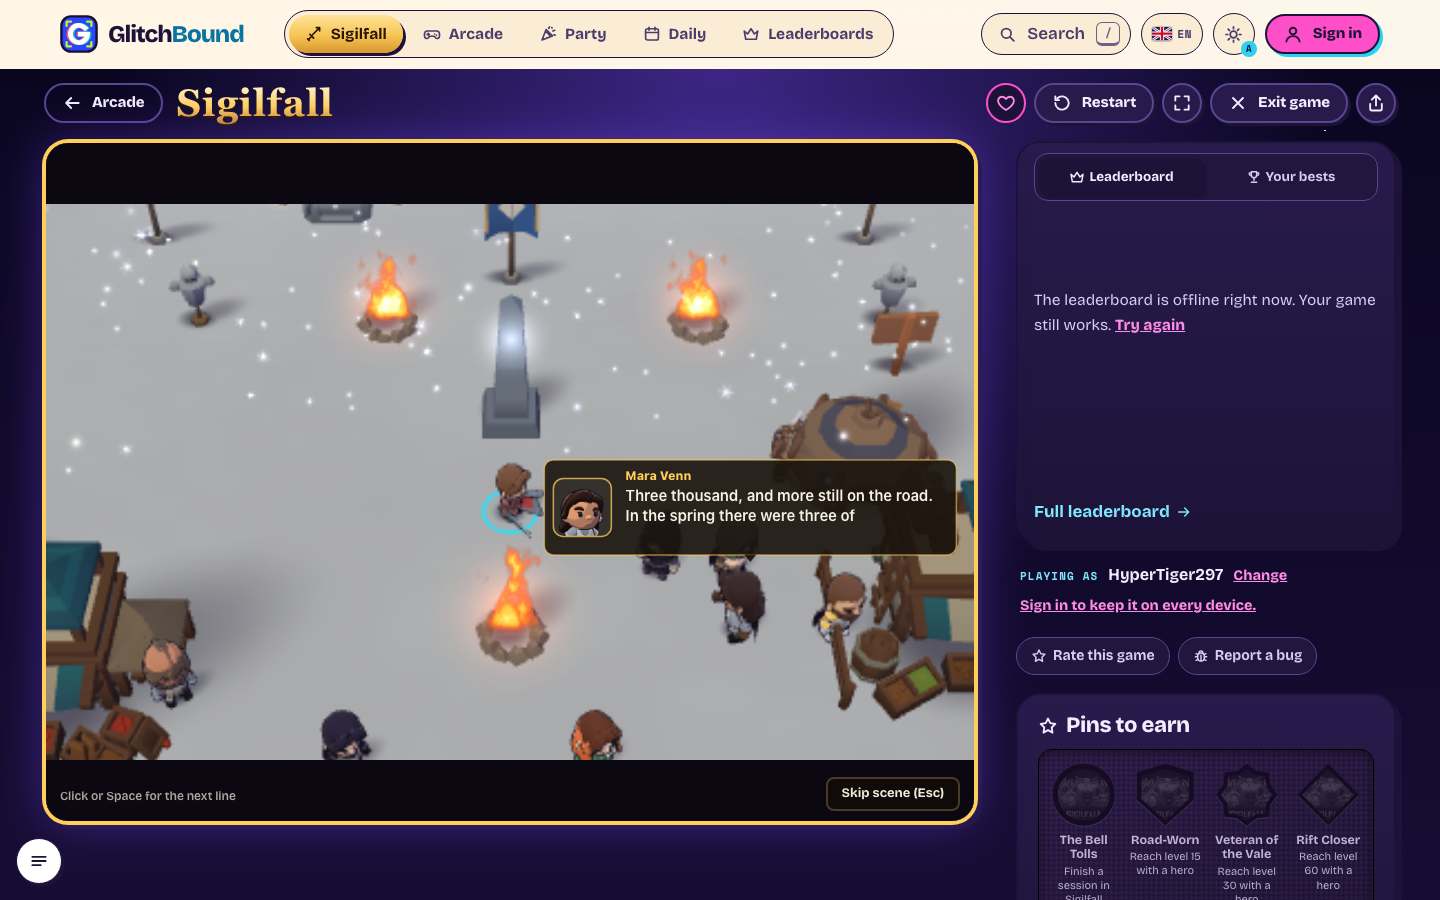 GlitchBound
Sigilfall
Arcade
Party
Daily
Leaderboards
Search /
EN
A
Sign in
Arcade
Sigilfall
Restart
Exit game
Leaderboard
Your bests
The leaderboard is offline right now. Your game
still works. Try again
Full leaderboard →
Mara Venn
Three thousand, and more still on the road.
In the spring there were three of
Click or Space for the next line
Skip scene (Esc)
PLAYING AS HyperTiger297 Change
Sign in to keep it on every device.
Rate this game
Report a bug
Pins to earn
The Bell
Tolls
Finish a
session in
Sigilfall
Road-Worn
Reach level 15
with a hero
Veteran of
the Vale
Reach level
30 with a
hero
Rift Closer
Reach level
60 with a
hero